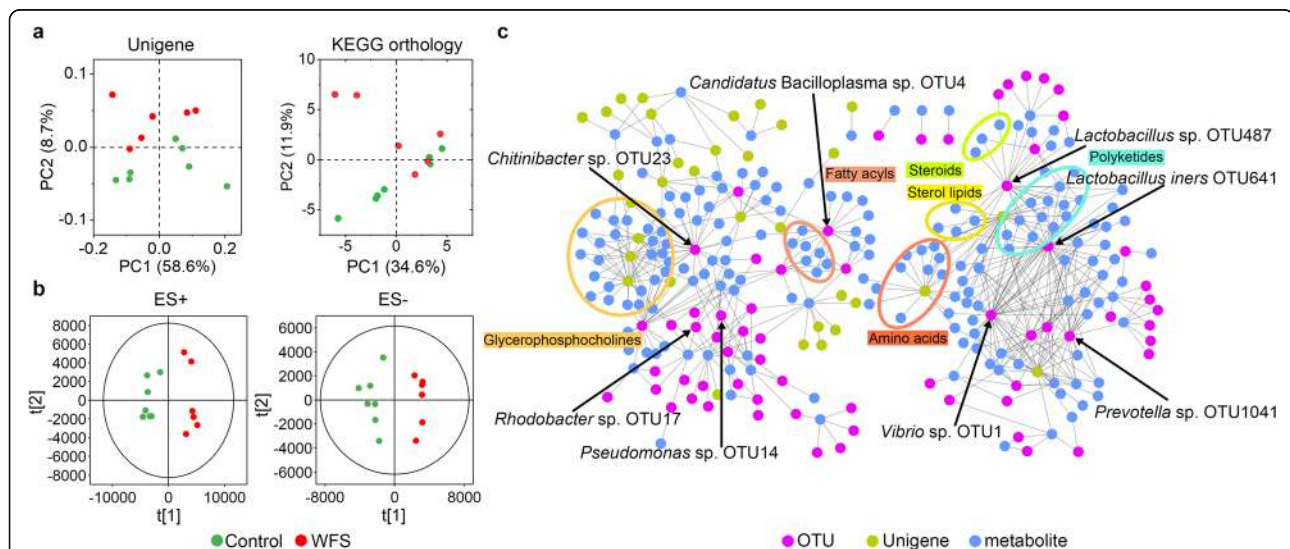 a
Unigene
KEGG orthology
PC2 (8.7%)
0.1
0.0
-0.1
-0.2
0.0
0.2
PC1 (58.6%)
PC2 (11.9%)
10
5
0
-5
-5
0
5
PC1 (34.6%)
b
ES+
ES-
t[2]
8000
6000
4000
2000
0
-2000
-4000
-6000
-8000
-10000
0
10000
t[1]
t[2]
6000
4000
2000
0
-2000
-4000
-6000
-8000
0
8000
t[1]
Control
WFS
c
Candidatus Bacilloplasma sp. OTU4
Chitinibacter sp. OTU23
Fatty acyls
Steroids
Sterol lipids
Lactobacillus sp. OTU487
Polyketides
Lactobacillus iners OTU641
Glycerophosphocholines
Amino acids
Rhodobacter sp. OTU17
Pseudomonas sp. OTU14
Vibrio sp. OTU1
Prevotella sp. OTU1041
OTU
Unigene
metabolite